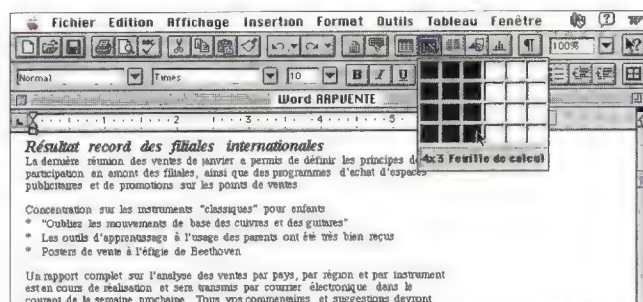 Fichier Edition Affichage Insertion Format Outils Tableau Fenêtre
100%
Normal Times 10 B I U
Word ARPVENTE
1 2 3 4 5
4x3 Feuille de calcul
Résultat record des filiales internationales
La dernière réunion des ventes de janvier a permis de définir les principes de
participation en amont des filiales, ainsi que des programmes d'echat d'espaces
publicitaires et de promotions sur les points de ventes
Concentration sur les instruments "classiques" pour enfants
* "Oubliez les mouvements de base des cuivres et des guitares"
* Les outils d'apprentissage à l'usage des parents ont été très bien reçus
* Posters de vente à l'éfigie de Beethoven
Un rapport complet sur l'analyse des ventes par pays, par région et par instrument
est en cours de réalisation et sera transmis par courrier électronique dans le
courant de la semaine prochaine. Tous vos commentaires et suggestions devront